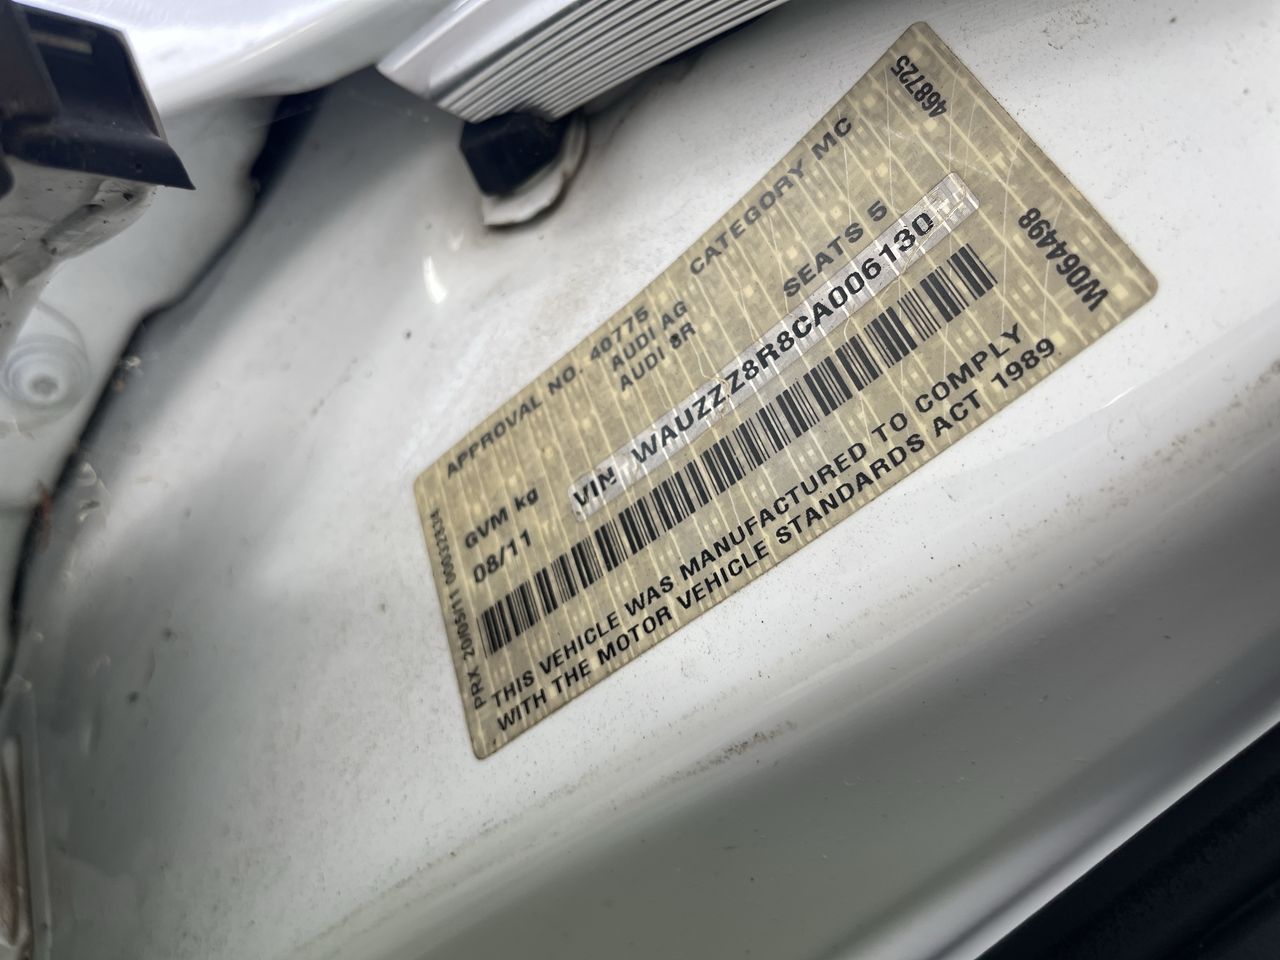 468725
W064498
APPROVAL NO. 40775 CATEGORY MC
AUDI AG
AUDI 8R SEATS 5
GVM kg
08/11
VIN WAUZZZ8R8CA006130
THIS VEHICLE WAS MANUFACTURED TO COMPLY
WITH THE MOTOR VEHICLE STANDARDS ACT 1989
PRX 20/05/11